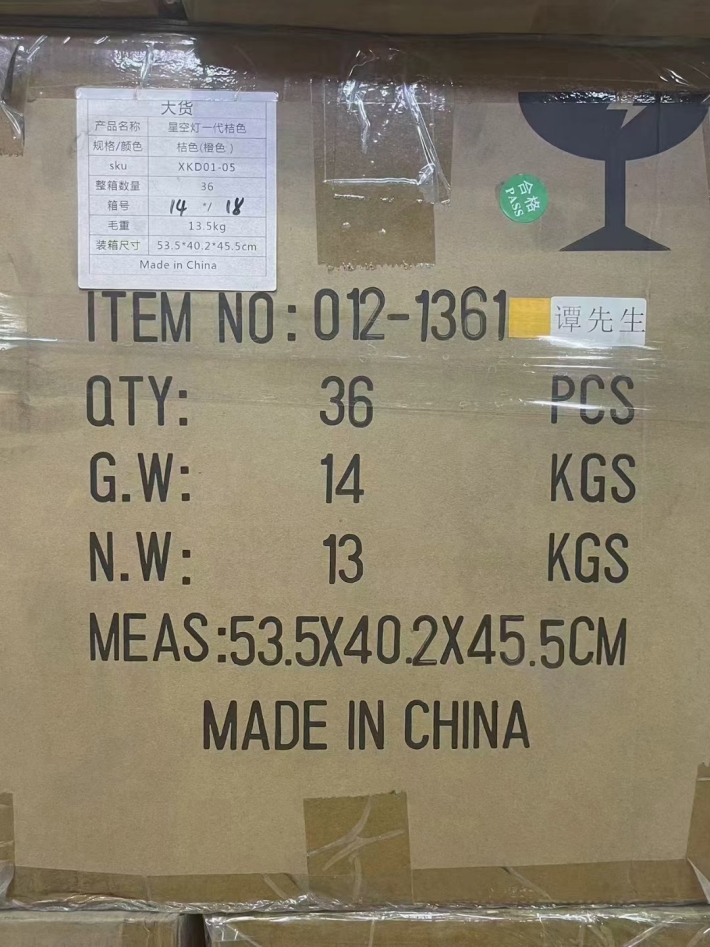 大货
产品名称 星空灯一代桔色
规格/颜色 桔色(橙色)
sku XKD01-05
整箱数量 36
箱号 14 / 18
毛重 13.5kg
装箱尺寸 53.5*40.2*45.5cm
Made in China
合格
PASS
ITEM NO: 012-1361
谭先生
QTY: 36 PCS
G.W: 14 KGS
N.W: 13 KGS
MEAS:53.5X40.2X45.5CM
MADE IN CHINA